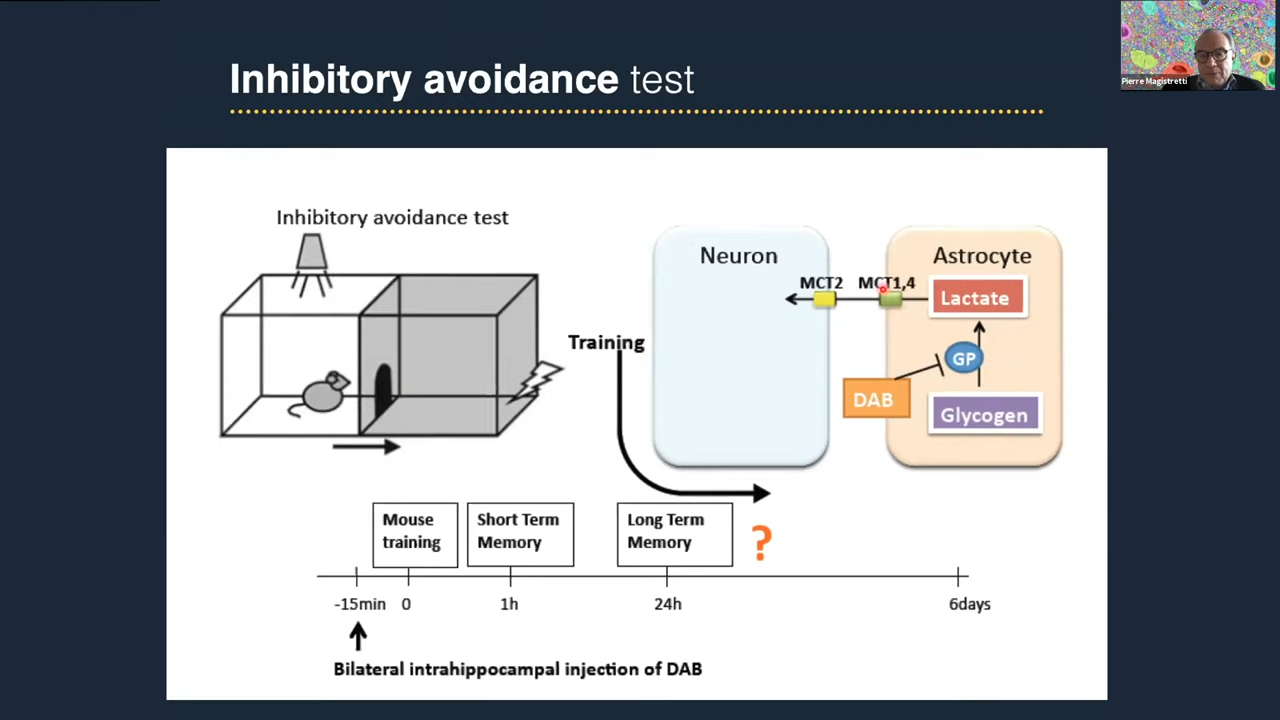 Inhibitory avoidance test
Pierre Magistretti
Inhibitory avoidance test
Neuron
Astrocyte
MCT2
MCT1,4
Lactate
Training
GP
DAB
Glycogen
Mouse
training
Short Term
Memory
Long Term
Memory
?
-15min
0
1h
24h
6days
Bilateral intrahippocampal injection of DAB